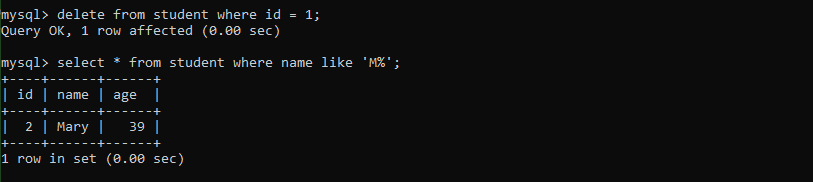 mysql> delete from student where id = 1;
Query OK, 1 row affected (0.00 sec)
mysql> select * from student where name like 'M%';
+----+------+------+
| id | name | age  |
+----+------+------+
|  2 | Mary |   39 |
+----+------+------+
1 row in set (0.00 sec)